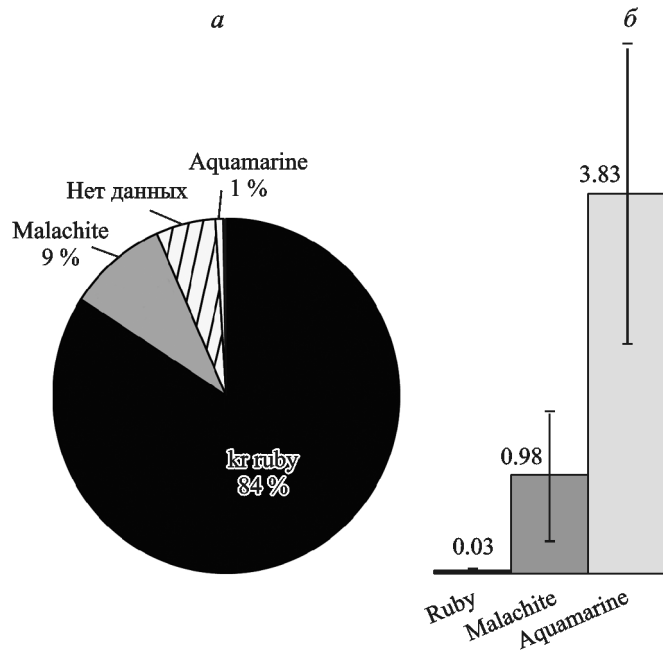 а
Aquamarine
1 %
Нет данных
Malachite
9 %
kr ruby
84 %
б
3.83
0.98
0.03
Ruby
Malachite
Aquamarine